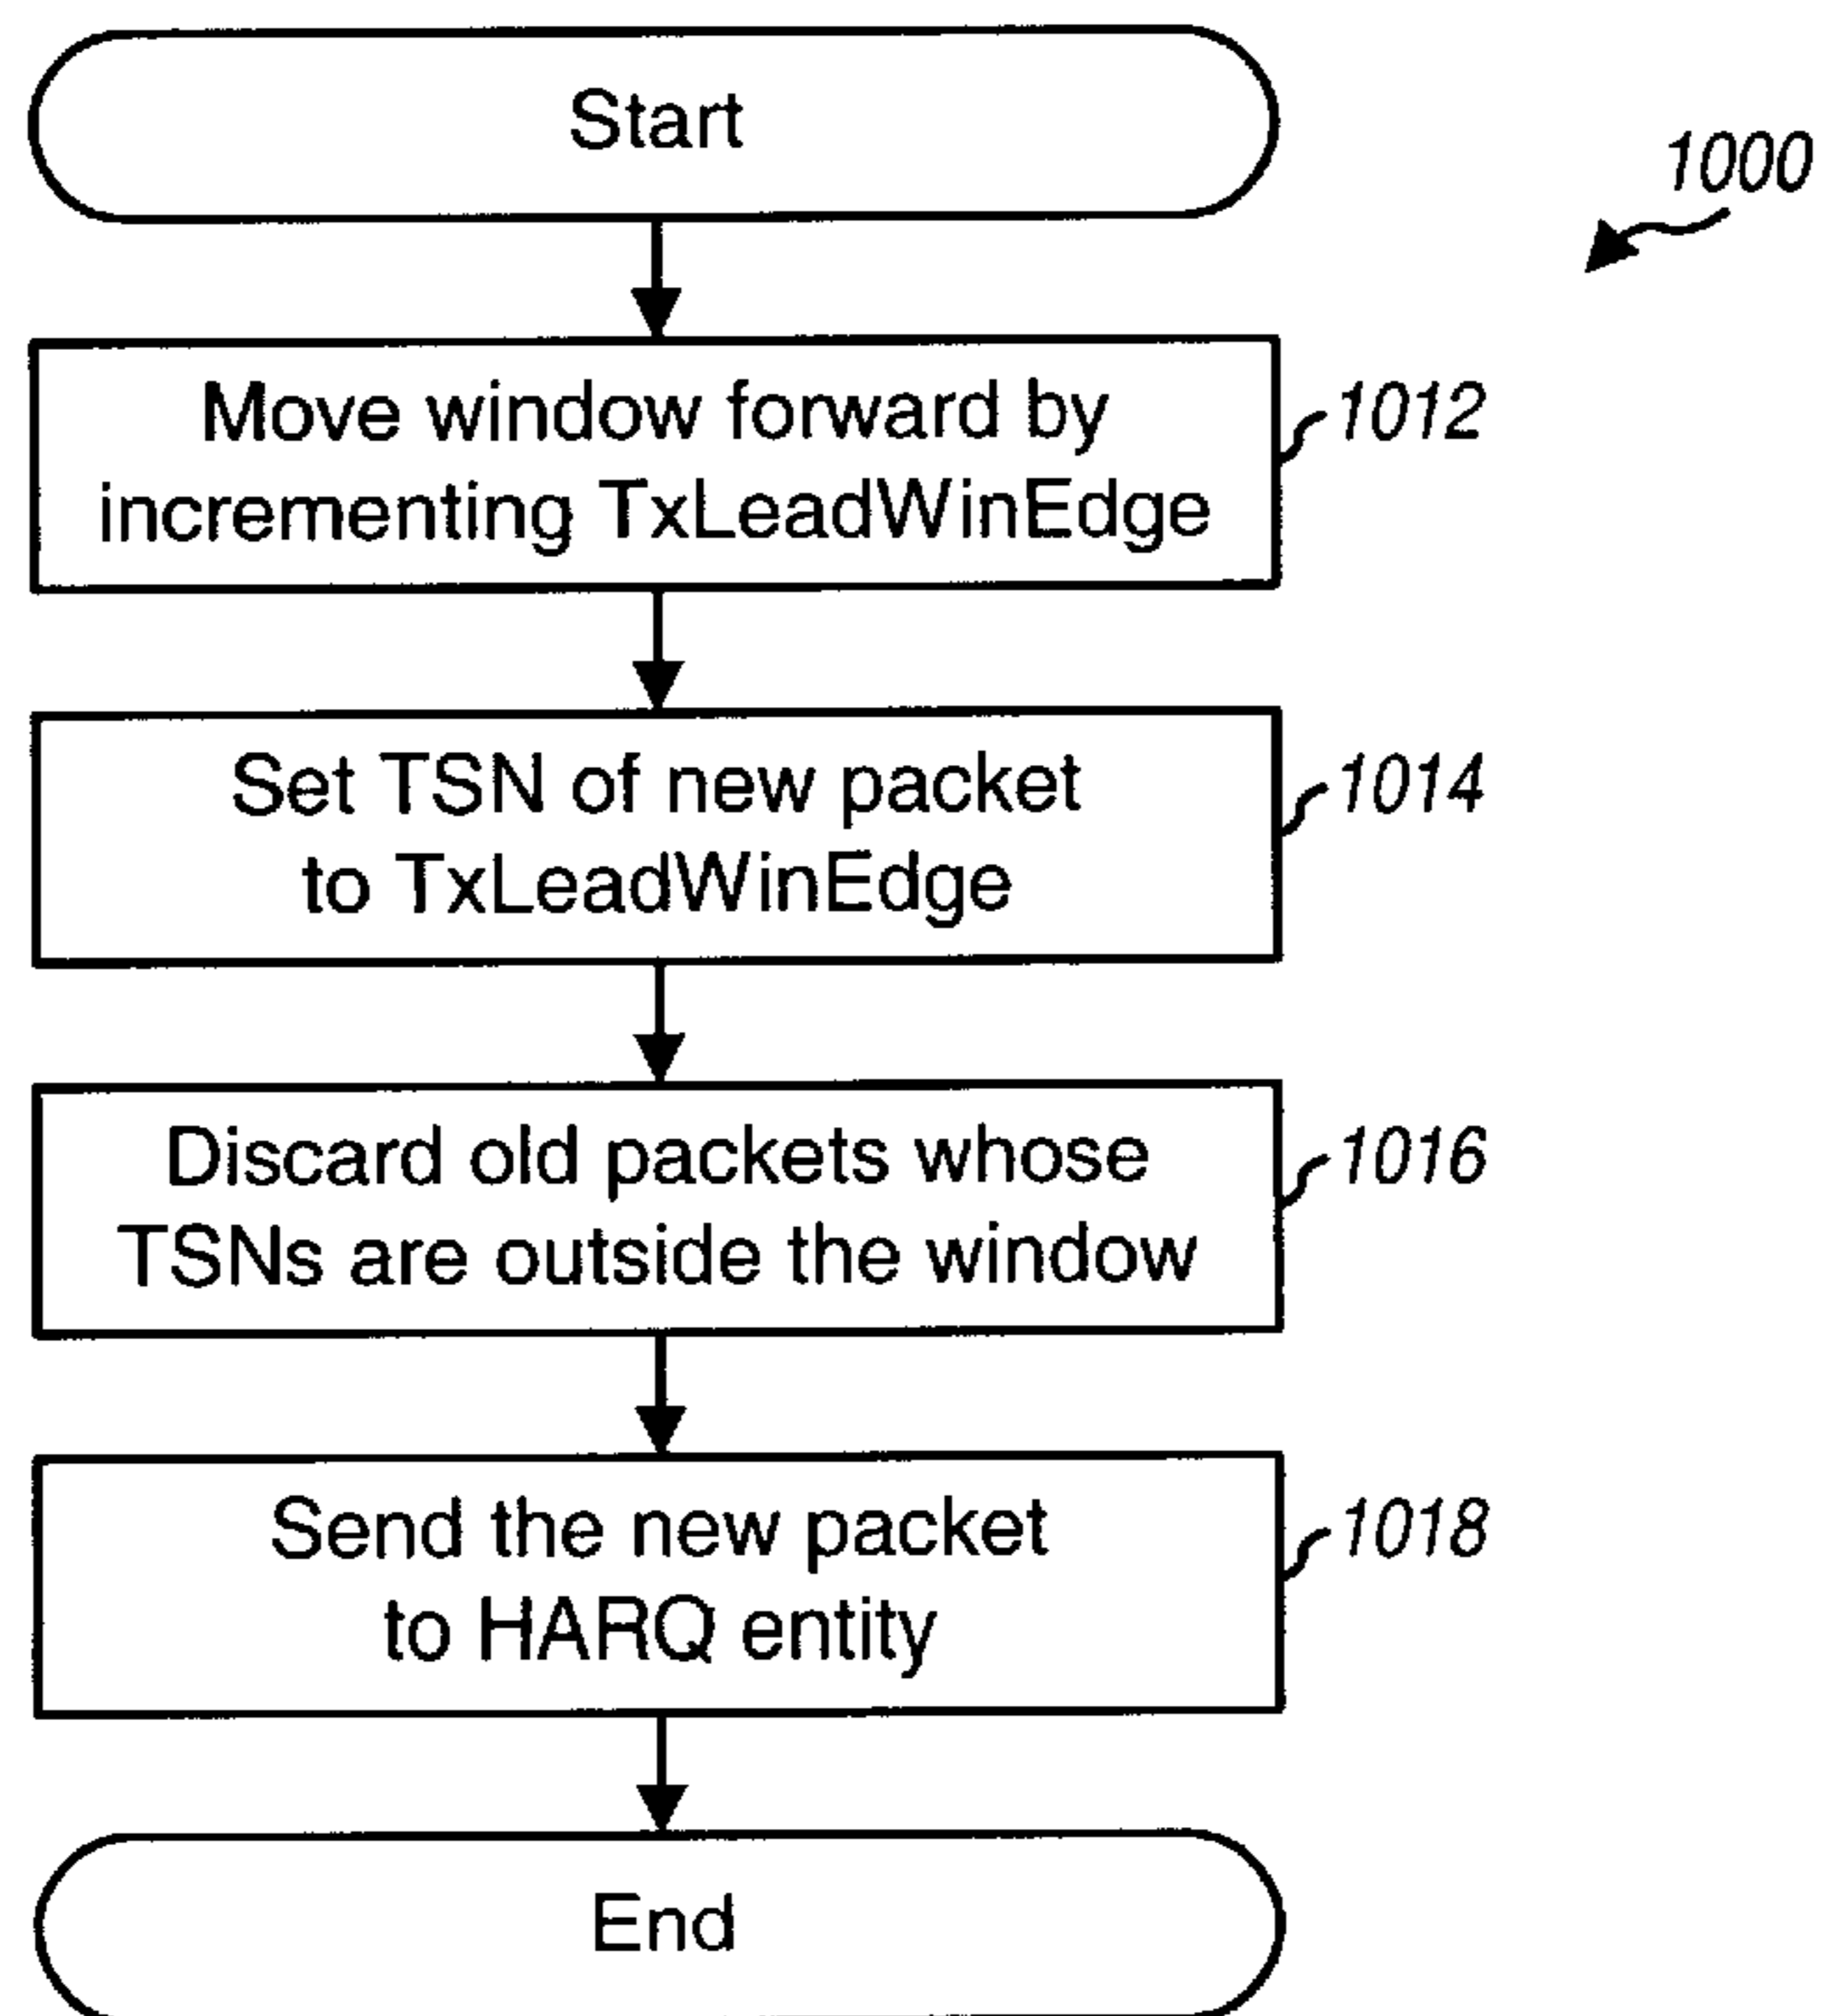 Start
1000
Move window forward by
incrementing TxLeadWinEdge
1012
Set TSN of new packet
to TxLeadWinEdge
1014
Discard old packets whose
TSNs are outside the window
1016
Send the new packet
to HARQ entity
1018
End